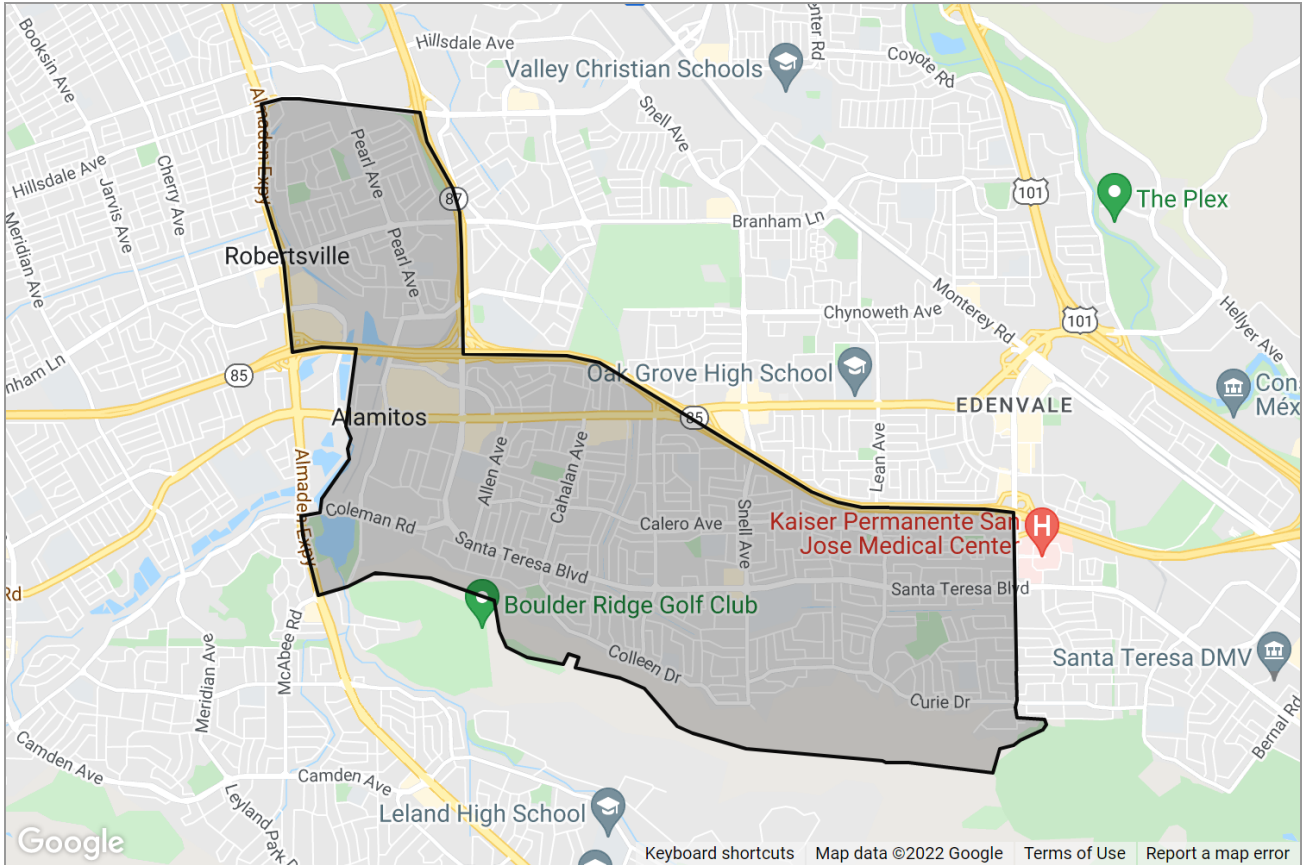 Hillsdale Ave
Booksin Ave
Valley Christian Schools
Coyote Rd
Almaden Expy
Pearl Ave
Snell Ave
Hillsdale Ave
Cherry Ave
Jarvis Ave
Meridian Ave
87
101
The Plex
Branham Ln
Robertsville
Pearl Ave
Monterey Rd
Hellyer Ave
Chynoweth Ave
101
85
Oak Grove High School
Alamitos
85
EDENVALE
Almaden Expy
Allen Ave
Cahalan Ave
Lean Ave
Snell Ave
Coleman Rd
Calero Ave
Kaiser Permanente San
Jose Medical Center
H
Santa Teresa Blvd
Santa Teresa Blvd
Rd
Boulder Ridge Golf Club
McAbee Rd
Meridian Ave
Colleen Dr
Santa Teresa DMV
Curie Dr
Bernal Rd
Camden Ave
Camden Ave
Leland High School
Google
Keyboard shortcuts
Map data ©2022 Google
Terms of Use
Report a map error